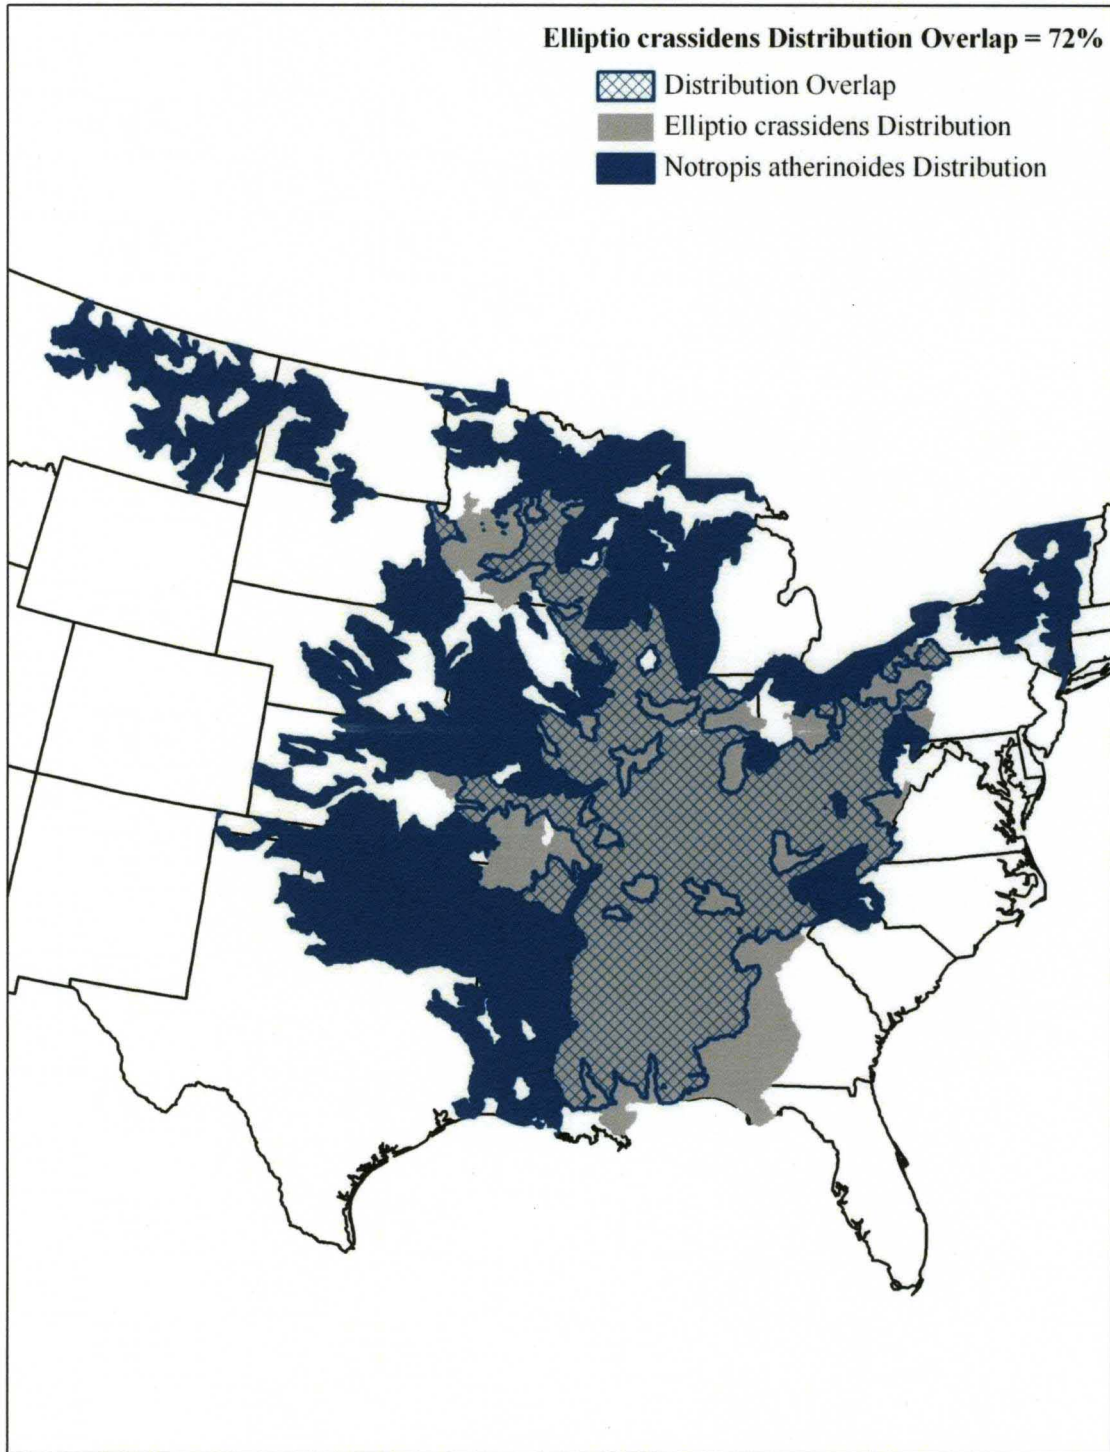 Elliptio crassidens Distribution Overlap = 72%
Distribution Overlap
Elliptio crassidens Distribution
Notropis atherinoides Distribution